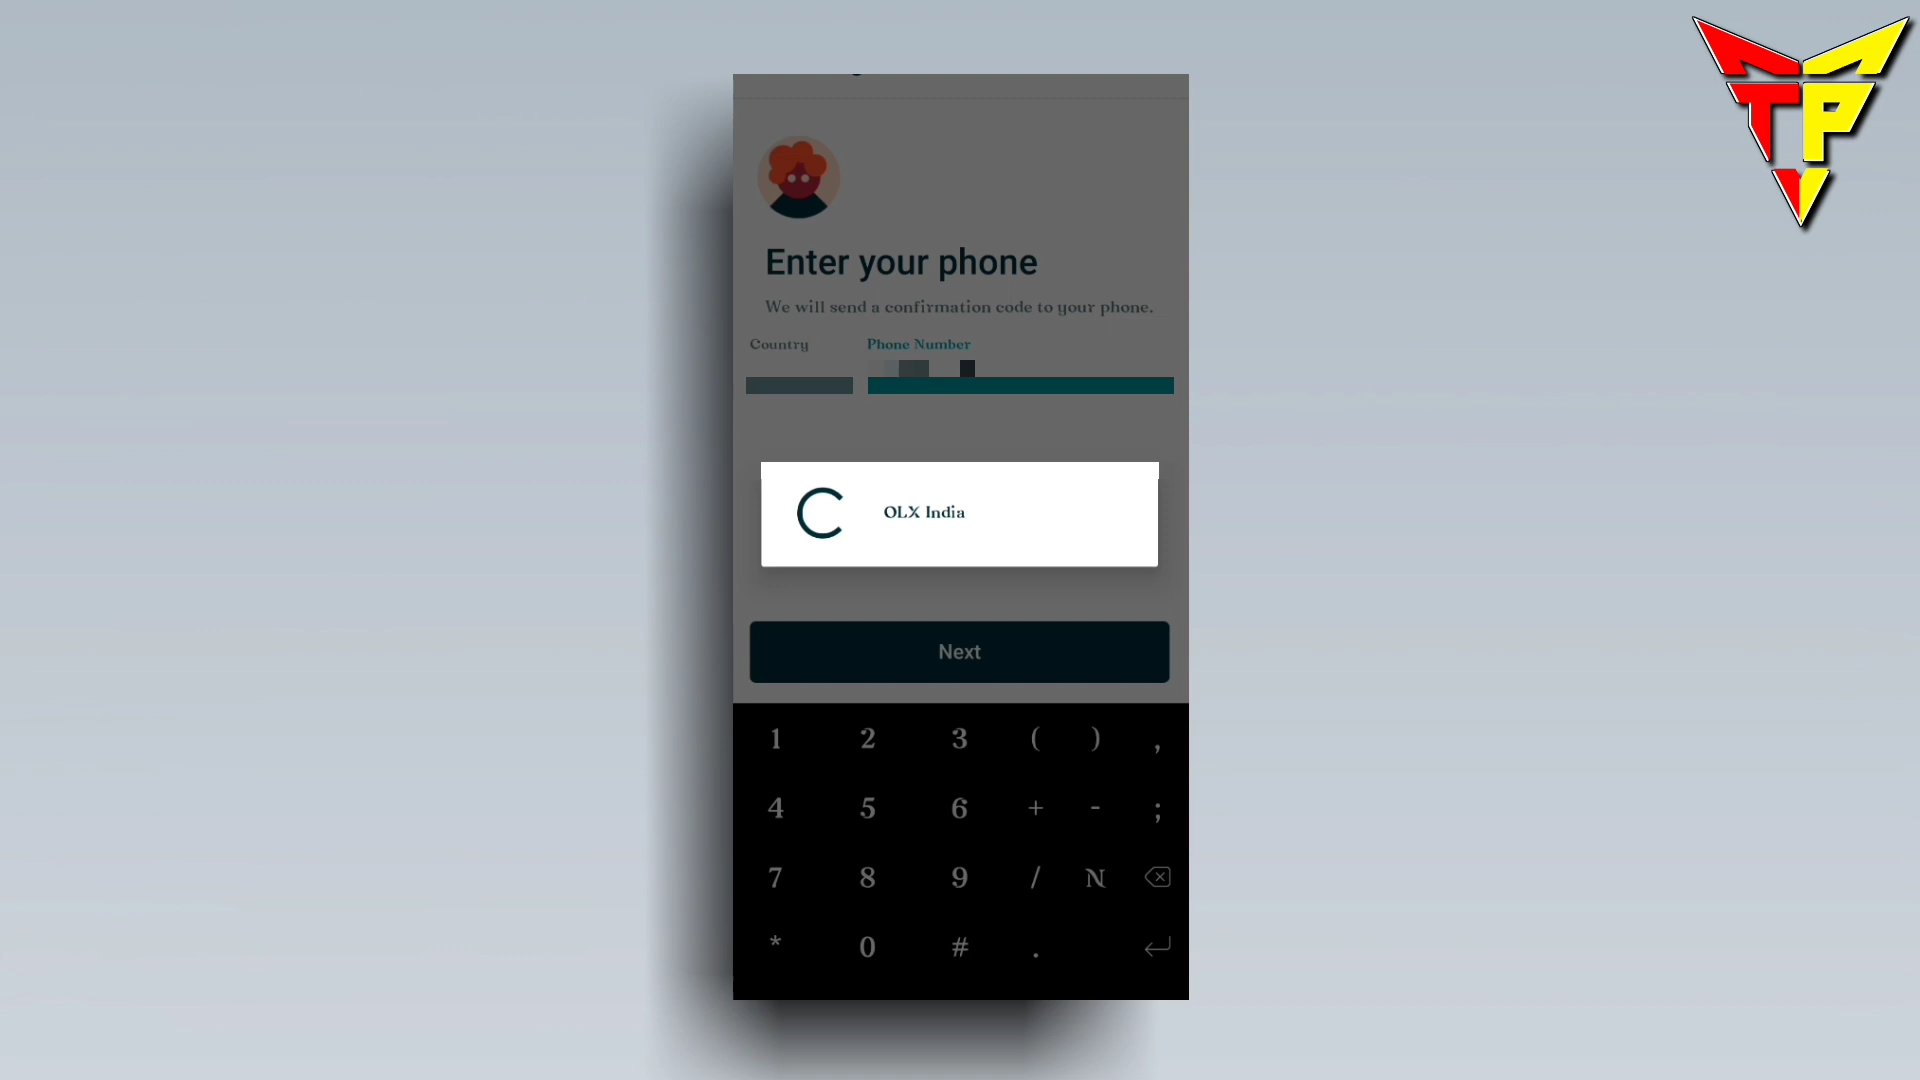 TP
Enter your phone
We will send a confirmation code to your phone.
Country Phone Number
OLX India
Next
1 2 3 ( ) ,
4 5 6 + - ;
7 8 9 / N
* 0 # .